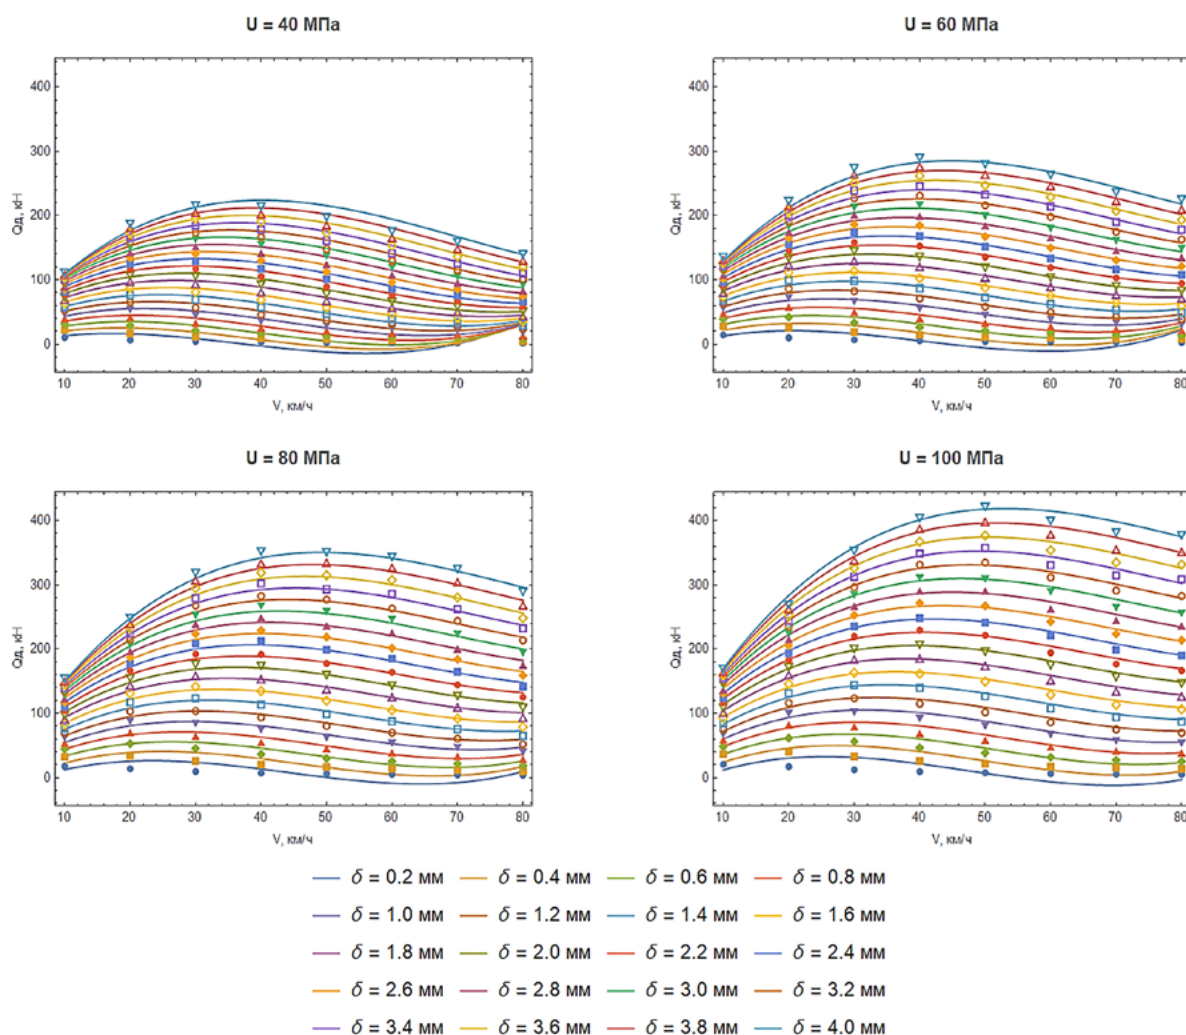 U = 40 МПа
U = 60 МПа
400
300
200
100
0
Qд, кН
10 20 30 40 50 60 70 80
V, км/ч
400
300
200
100
0
Qд, кН
10 20 30 40 50 60 70 80
V, км/ч
U = 80 МПа
U = 100 МПа
400
300
200
100
0
Qд, кН
10 20 30 40 50 60 70 80
V, км/ч
400
300
200
100
0
Qд, кН
10 20 30 40 50 60 70 80
V, км/ч
δ = 0.2 мм δ = 0.4 мм δ = 0.6 мм δ = 0.8 мм
δ = 1.0 мм δ = 1.2 мм δ = 1.4 мм δ = 1.6 мм
δ = 1.8 мм δ = 2.0 мм δ = 2.2 мм δ = 2.4 мм
δ = 2.6 мм δ = 2.8 мм δ = 3.0 мм δ = 3.2 мм
δ = 3.4 мм δ = 3.6 мм δ = 3.8 мм δ = 4.0 мм